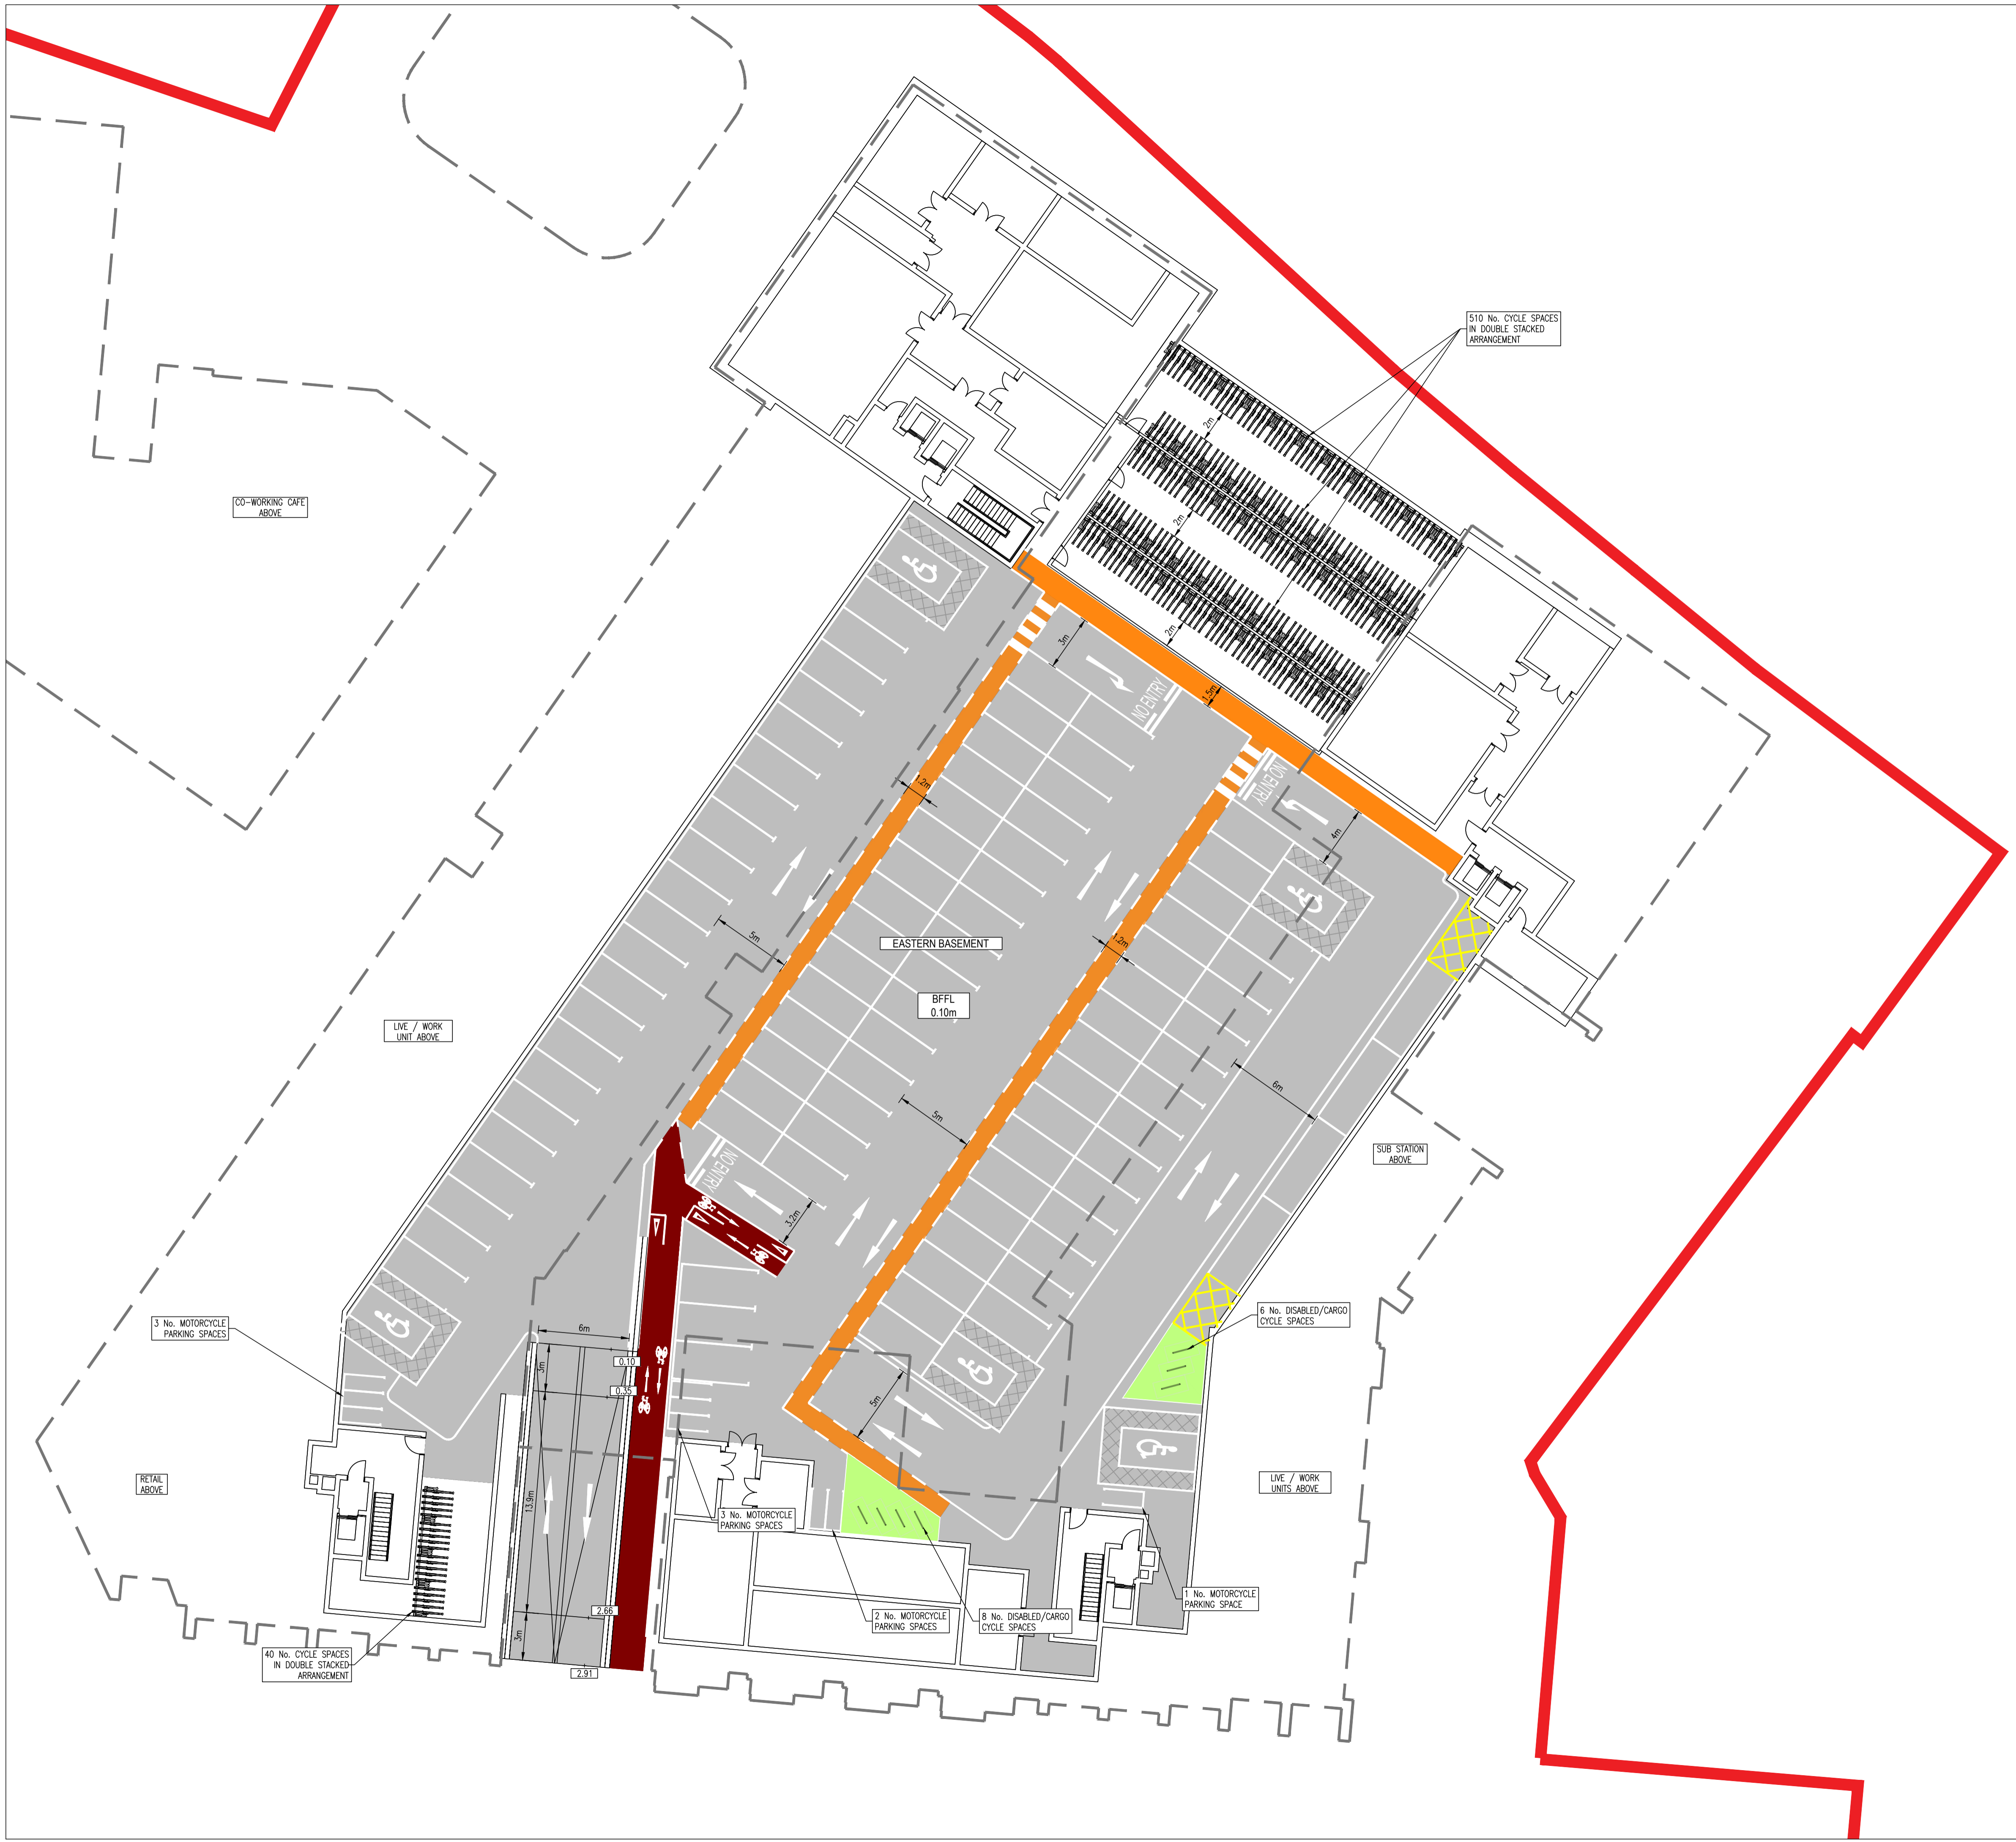 510 No. CYCLE SPACES
IN DOUBLE STACKED
ARRANGEMENT
2m
2m
2m
CO-WORKING CAFE
ABOVE
3m
1.5m
NO ENTRY
NO ENTRY
1.2m
4m
5m
EASTERN BASEMENT
1.2m
BFFL
0.10m
LIVE / WORK
UNIT ABOVE
6m
5m
SUB STATION
ABOVE
NO ENTRY
3.2m
3 No. MOTORCYCLE
PARKING SPACES
6 No. DISABLED/CARGO
CYCLE SPACES
6m
0.10
3m
0.35
5m
RETAIL
ABOVE
LIVE / WORK
UNITS ABOVE
13.9m
3 No. MOTORCYCLE
PARKING SPACES
1 No. MOTORCYCLE
PARKING SPACE
2.66
2 No. MOTORCYCLE
PARKING SPACES
8 No. DISABLED/CARGO
CYCLE SPACES
3m
40 No. CYCLE SPACES
IN DOUBLE STACKED
ARRANGEMENT
2.91